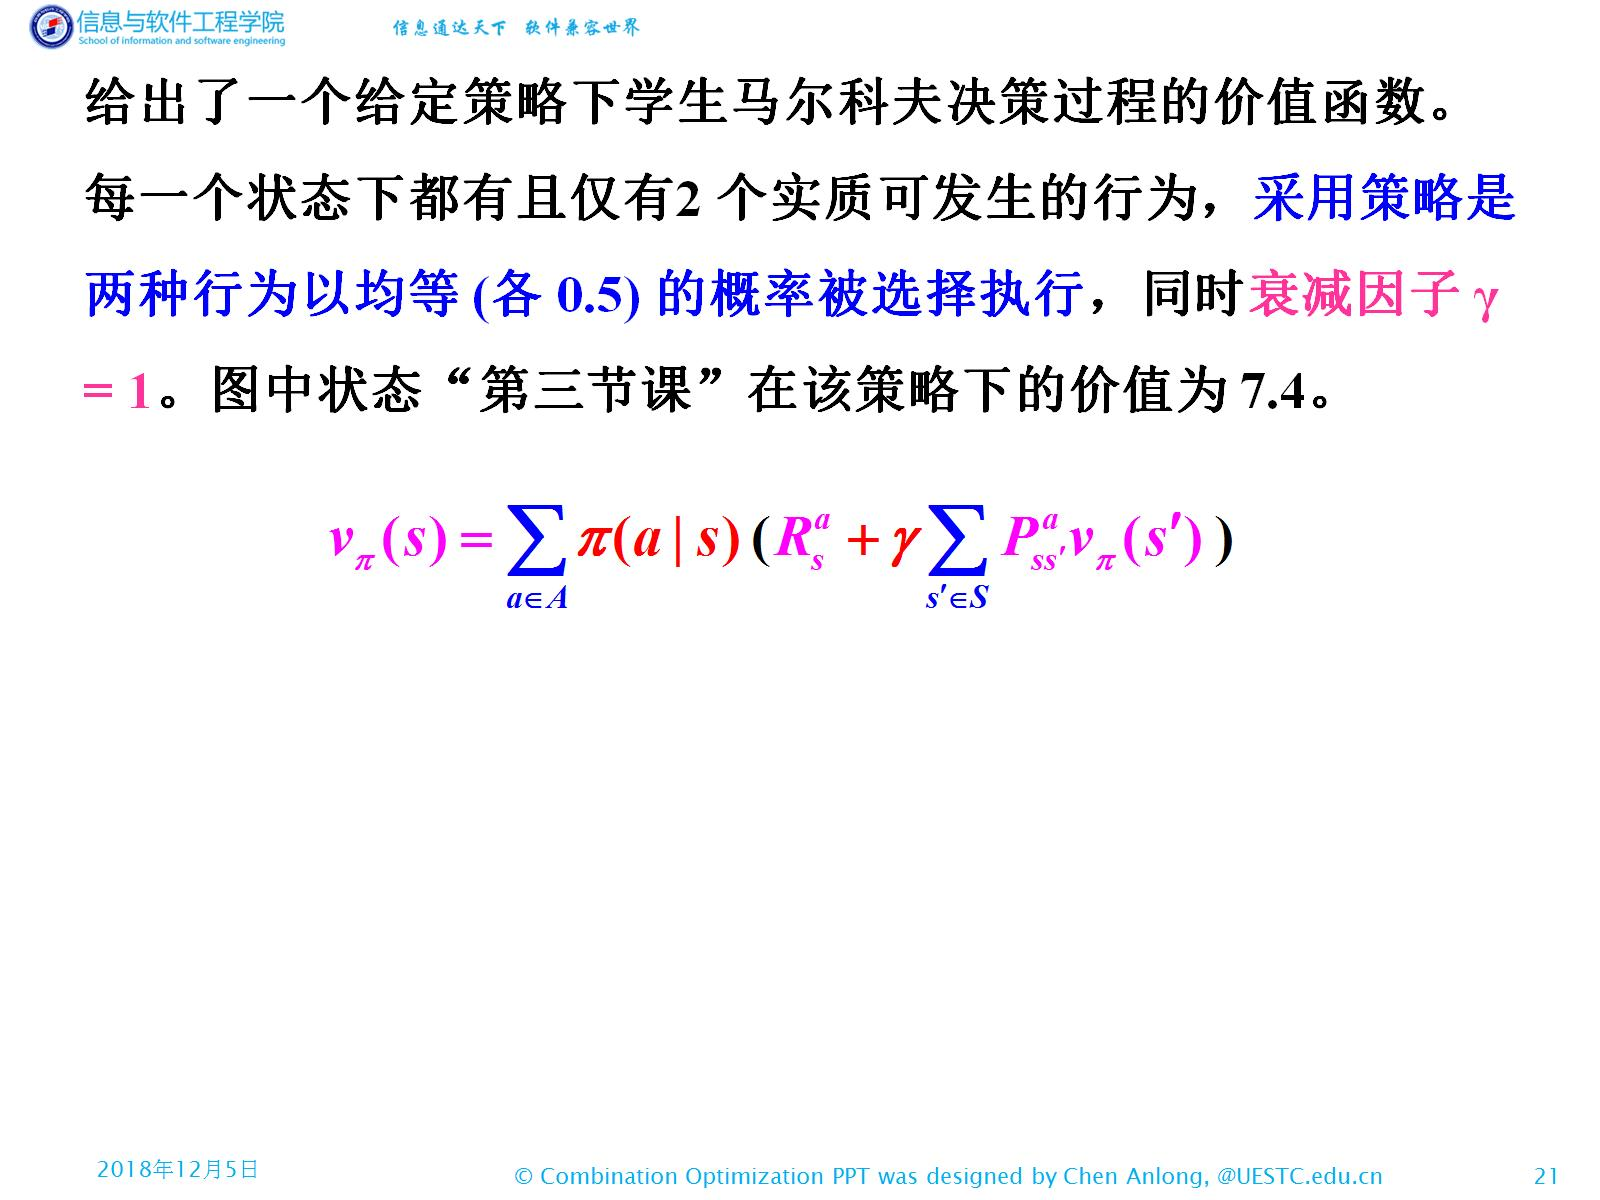 信息与软件工程学院
School of information and software engineering
信息通达天下 软件兼容世界
给出了一个给定策略下学生马尔科夫决策过程的价值函数。
每一个状态下都有且仅有2 个实质可发生的行为，采用策略是
两种行为以均等 (各 0.5) 的概率被选择执行，同时衰减因子 γ
= 1。图中状态“第三节课”在该策略下的价值为 7.4。
v_π(s) = ∑_{a∈A} π(a|s)(R_s^a + γ∑_{s′∈S} P_{ss′}^a v_π(s′))
2018年12月5日
© Combination Optimization PPT was designed by Chen Anlong, @UESTC.edu.cn
21